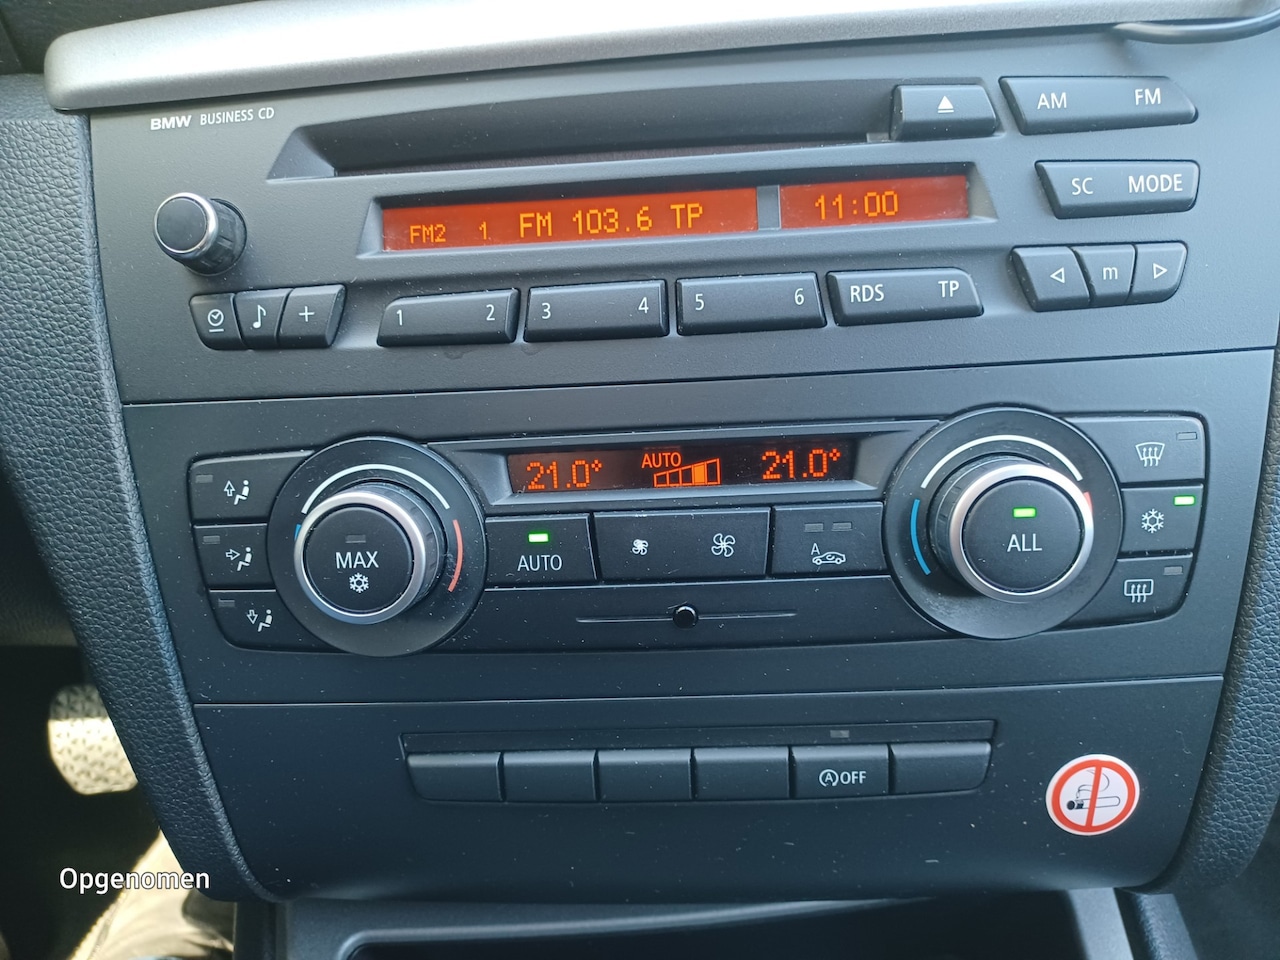 BMW BUSINESS CD
AM FM
FM2 1 FM 103.6 TP 11:00
SC MODE
1 2 3 4 5 6 RDS TP
m
+
21.0° AUTO 21.0°
MAX
AUTO
A
ALL
A OFF
Opgenomen